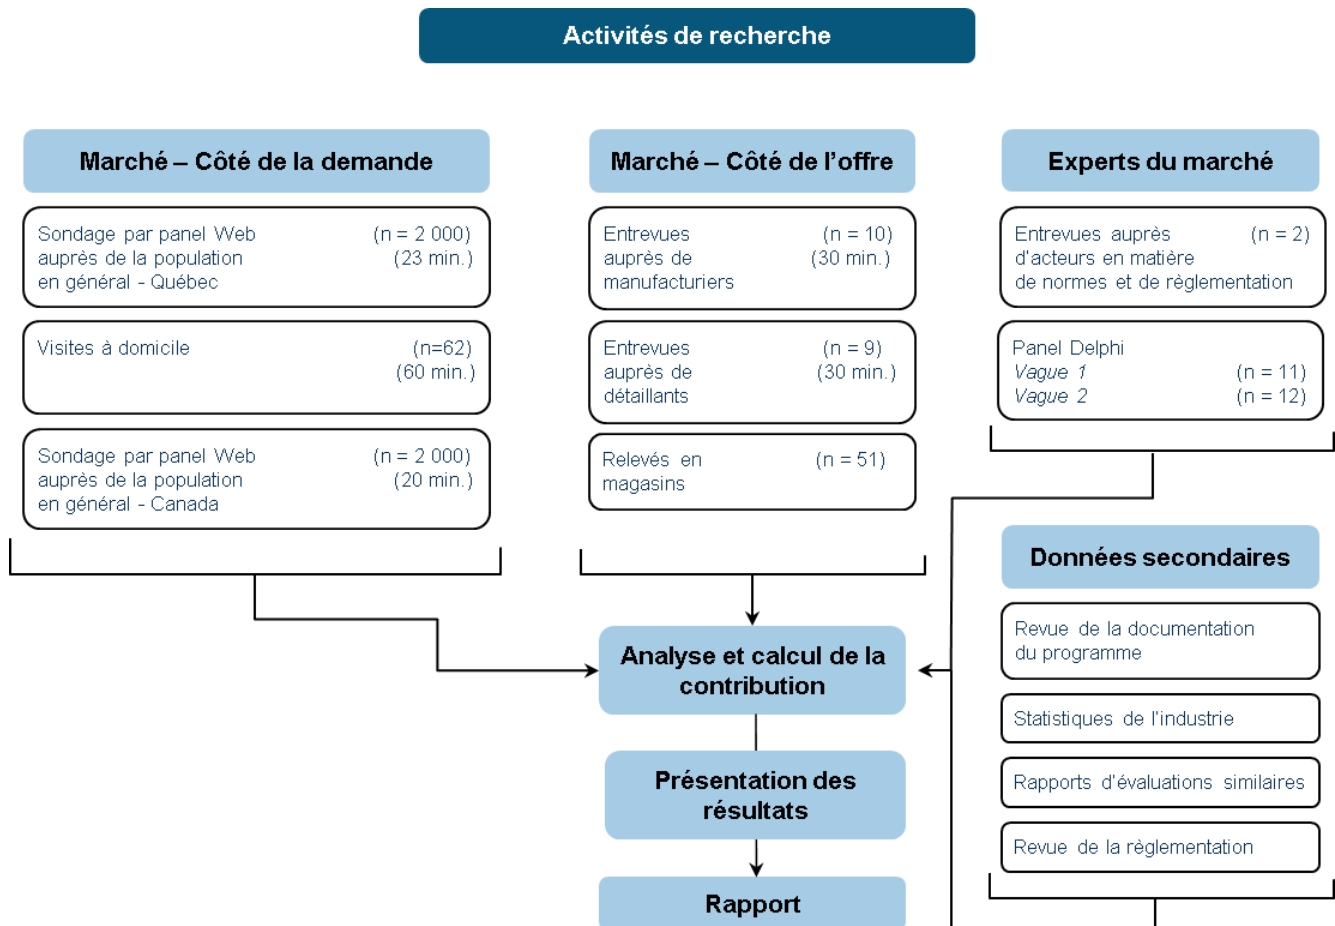 Activités de recherche
Marché – Côté de la demande
Sondage par panel Web (n = 2 000)
auprès de la population (23 min.)
en général - Québec
Visites à domicile (n=62)
(60 min.)
Sondage par panel Web (n = 2 000)
auprès de la population (20 min.)
en général - Canada
Marché – Côté de l'offre
Entrevues (n = 10)
auprès de (30 min.)
manufacturiers
Entrevues (n = 9)
auprès de (30 min.)
détaillants
Relevés en (n = 51)
magasins
Experts du marché
Entrevues auprès (n = 2)
d'acteurs en matière
de normes et de règlementation
Panel Delphi
Vague 1 (n = 11)
Vague 2 (n = 12)
Données secondaires
Revue de la documentation
du programme
Statistiques de l'industrie
Rapports d'évaluations similaires
Revue de la règlementation
Analyse et calcul de la
contribution
Présentation des
résultats
Rapport